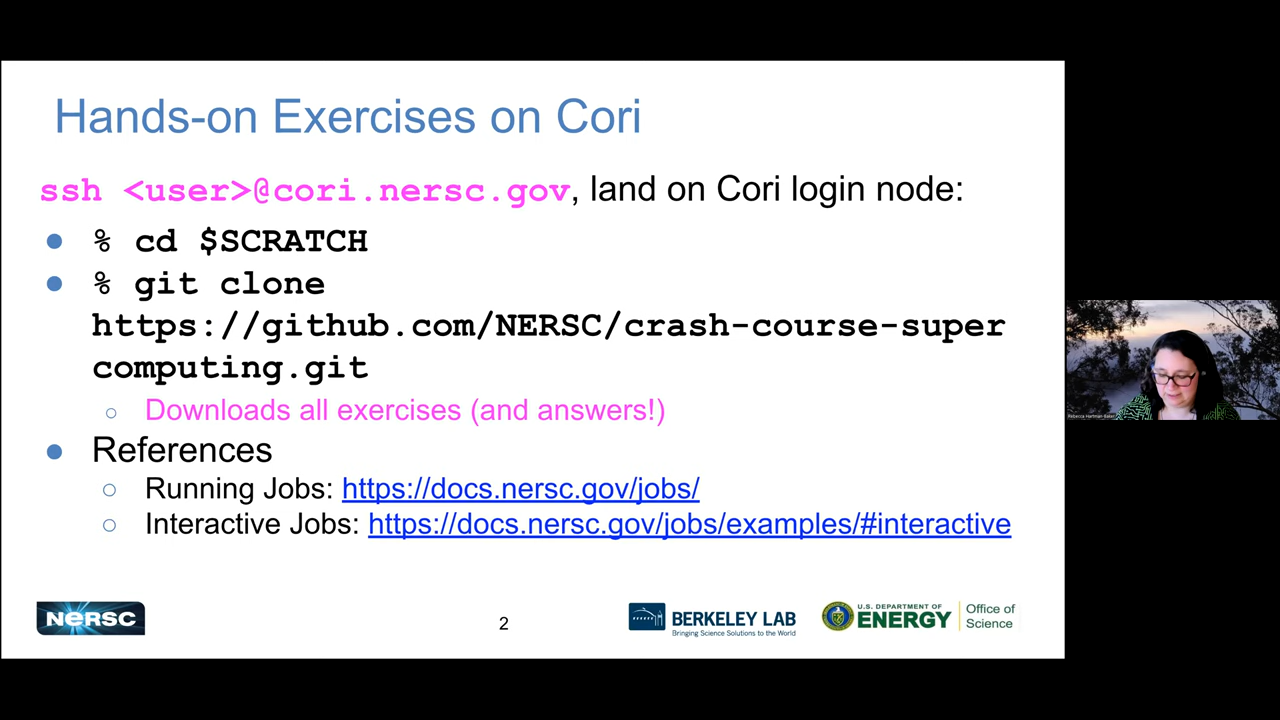 Hands-on Exercises on Cori
ssh <user>@cori.nersc.gov, land on Cori login node:
● % cd $SCRATCH
● % git clone
https://github.com/NERSC/crash-course-super
computing.git
○ Downloads all exercises (and answers!)
● References
○ Running Jobs: https://docs.nersc.gov/jobs/
○ Interactive Jobs: https://docs.nersc.gov/jobs/examples/#interactive
Rebecca Hartman-Baker
NERSC
2
BERKELEY LAB
Bringing Science Solutions to the World
U.S. DEPARTMENT OF
ENERGY
Office of
Science